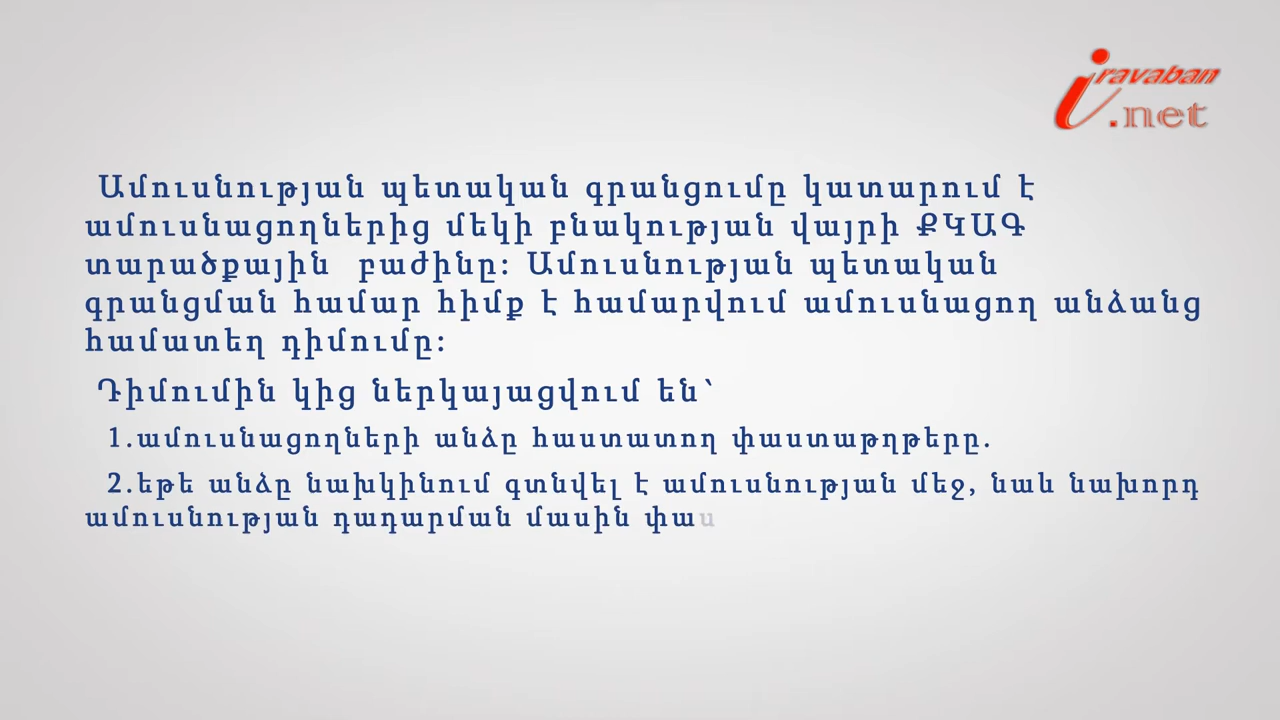 iravaban
.net
Ամուսնության պետական գրանցումը կատարում է
ամուսնացողներից մեկի բնակության վայրի ՔԿԱԳ
տարածքային բաժինը։ Ամուսնության պետական
գրանցման համար հիմք է համարվում ամուսնացող անձանց
համատեղ դիմումը։
Դիմումին կից ներկայացվում են՝
1.ամուսնացողների անձը հաստատող փաստաթղթերը.
2.եթե անձը նախկինում գտնվել է ամուսնության մեջ, նաև նախորդ
ամուսնության դադարման մասին փաս